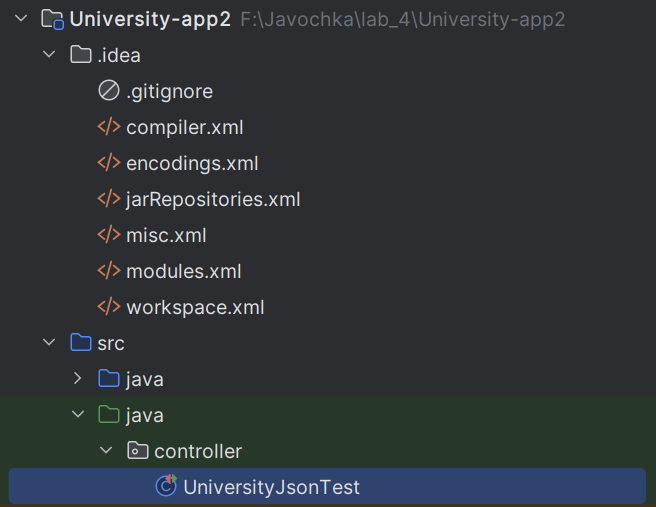 University-app2 F:\Javochka\lab_4\University-app2
.idea
.gitignore
compiler.xml
encodings.xml
jarRepositories.xml
misc.xml
modules.xml
workspace.xml
src
java
java
controller
UniversityJsonTest